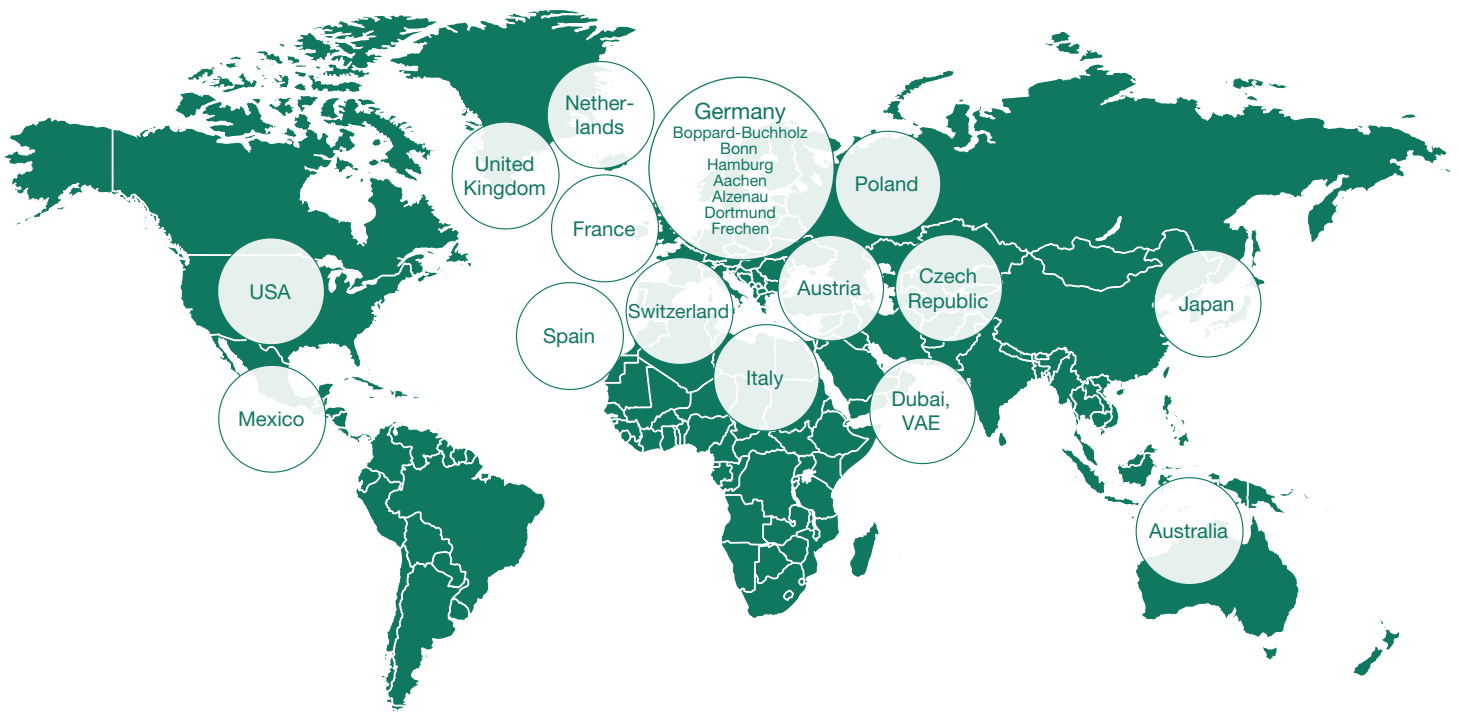 Nether-
lands
Germany
Boppard-Buchholz
Bonn
Hamburg
Aachen
Alzenau
Dortmund
Frechen
United
Kingdom
Poland
France
USA
Switzerland
Austria
Czech
Republic
Japan
Spain
Italy
Mexico
Dubai,
VAE
Australia